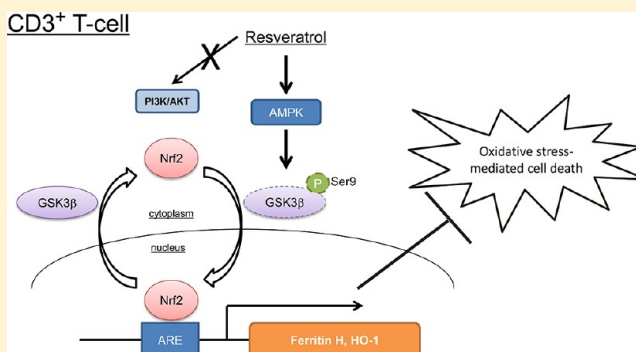 CD3+ T-cell
Resveratrol
PI3K/AKT
AMPK
Nrf2
P
Ser9
GSK3β
GSK3β
cytoplasm
nucleus
Nrf2
ARE
Ferritin H, HO-1
Oxidative stress-
mediated cell death